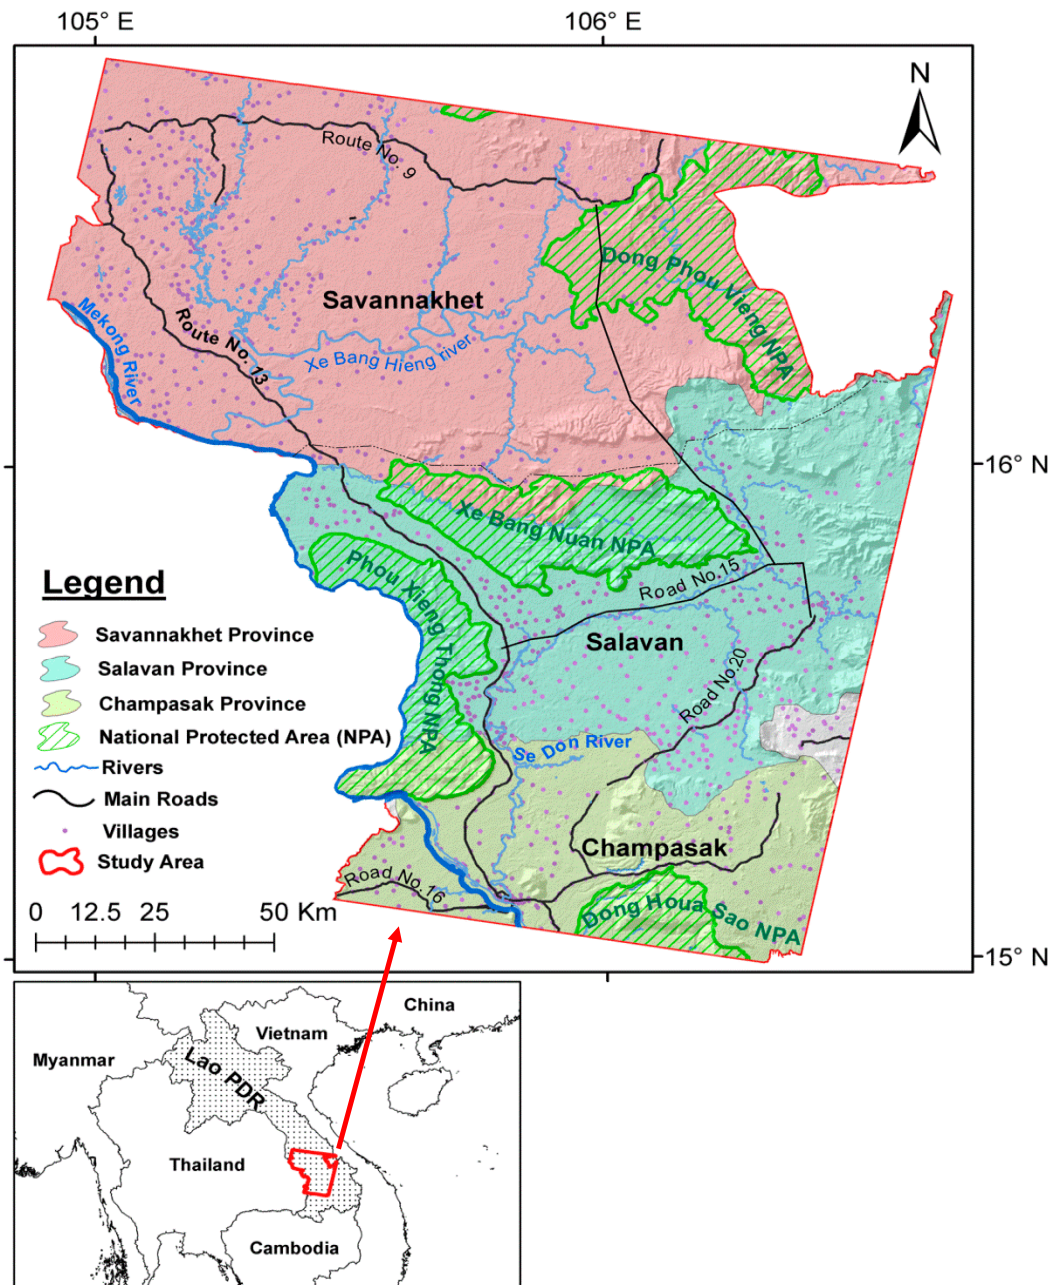 105° E
106° E
N
Route No. 9
Dong Phou Vieng NPA
Savannakhet
Mekong River
Route No. 13
Xe Bang Hieng river
16° N
Xe Bang Nuan NPA
Phou Xieng Thong NPA
Road No.15
Salavan
Road No.20
Se Don River
Champasak
Road No.16
Dong Houa Sao NPA
15° N
Legend
Savannakhet Province
Salavan Province
Champasak Province
National Protected Area (NPA)
Rivers
Main Roads
Villages
Study Area
0 12.5 25 50 Km
China
Vietnam
Myanmar
Lao PDR
Thailand
Cambodia